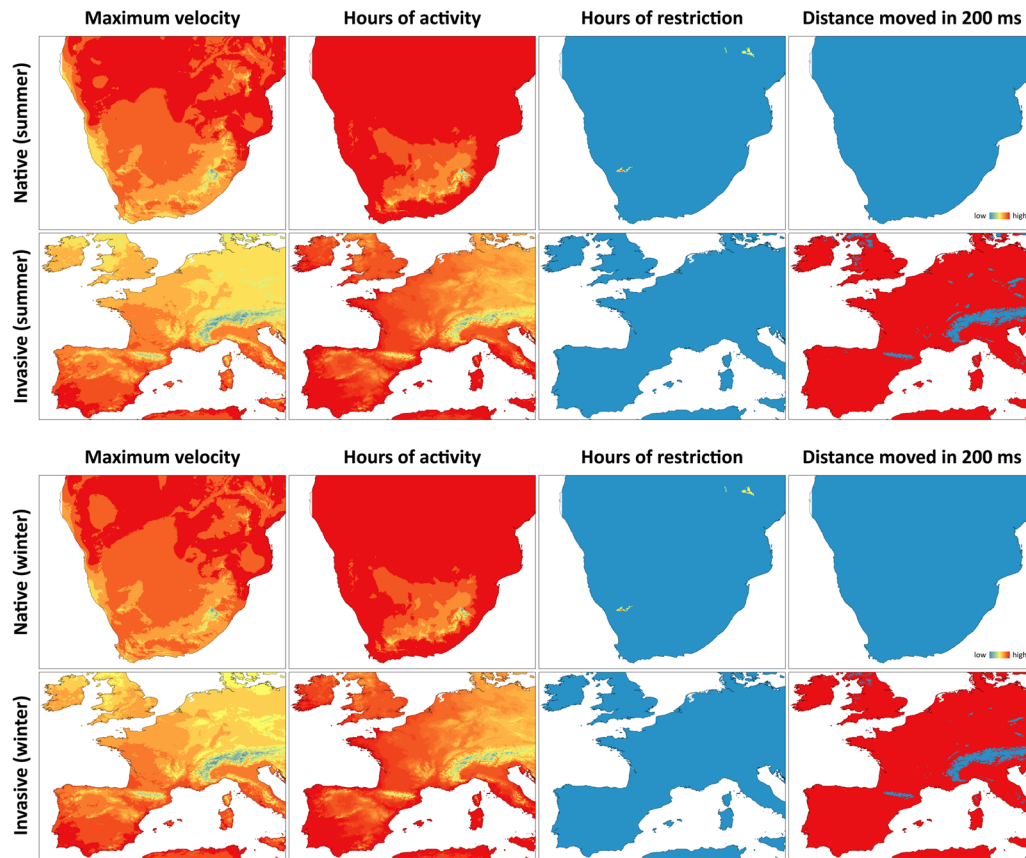 Maximum velocity Hours of activity Hours of restriction Distance moved in 200 ms
Native (summer)
low high
Invasive (summer)
Maximum velocity Hours of activity Hours of restriction Distance moved in 200 ms
Native (winter)
low high
Invasive (winter)